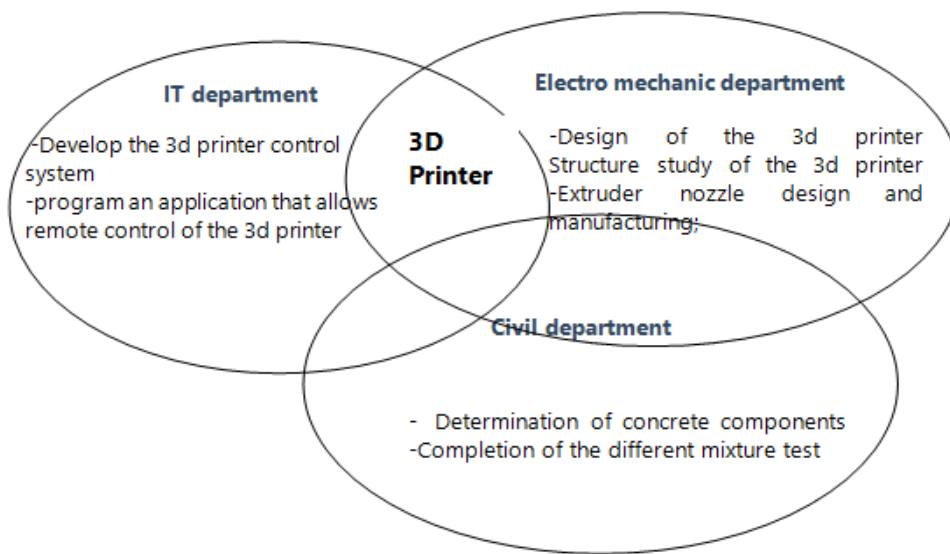 IT department
-Develop the 3d printer control
system
-program an application that allows
remote control of the 3d printer
3D
Printer
Electro mechanic department
-Design of the 3d printer
Structure study of the 3d printer
-Extruder nozzle design and
manufacturing;
Civil department
- Determination of concrete components
-Completion of the different mixture test